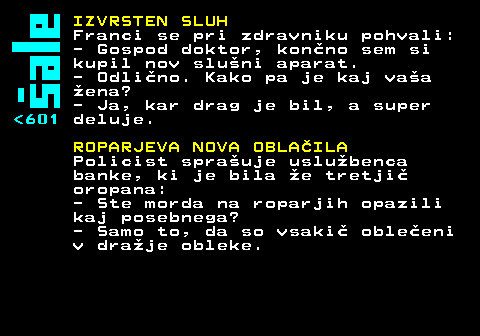 Šale
<601
IZVRSTEN SLUH
Franci se pri zdravniku pohvali:
- Gospod doktor, končno sem si
kupil nov slušni aparat.
- Odlično. Kako pa je kaj vaša
žena?
- Ja, kar drag je bil, a super
deluje.
ROPARJEVA NOVA OBLAČILA
Policist sprašuje uslužbenca
banke, ki je bila že tretjič
oropana:
- Ste morda na roparjih opazili
kaj posebnega?
- Samo to, da so vsakič oblečeni
v dražje obleke.